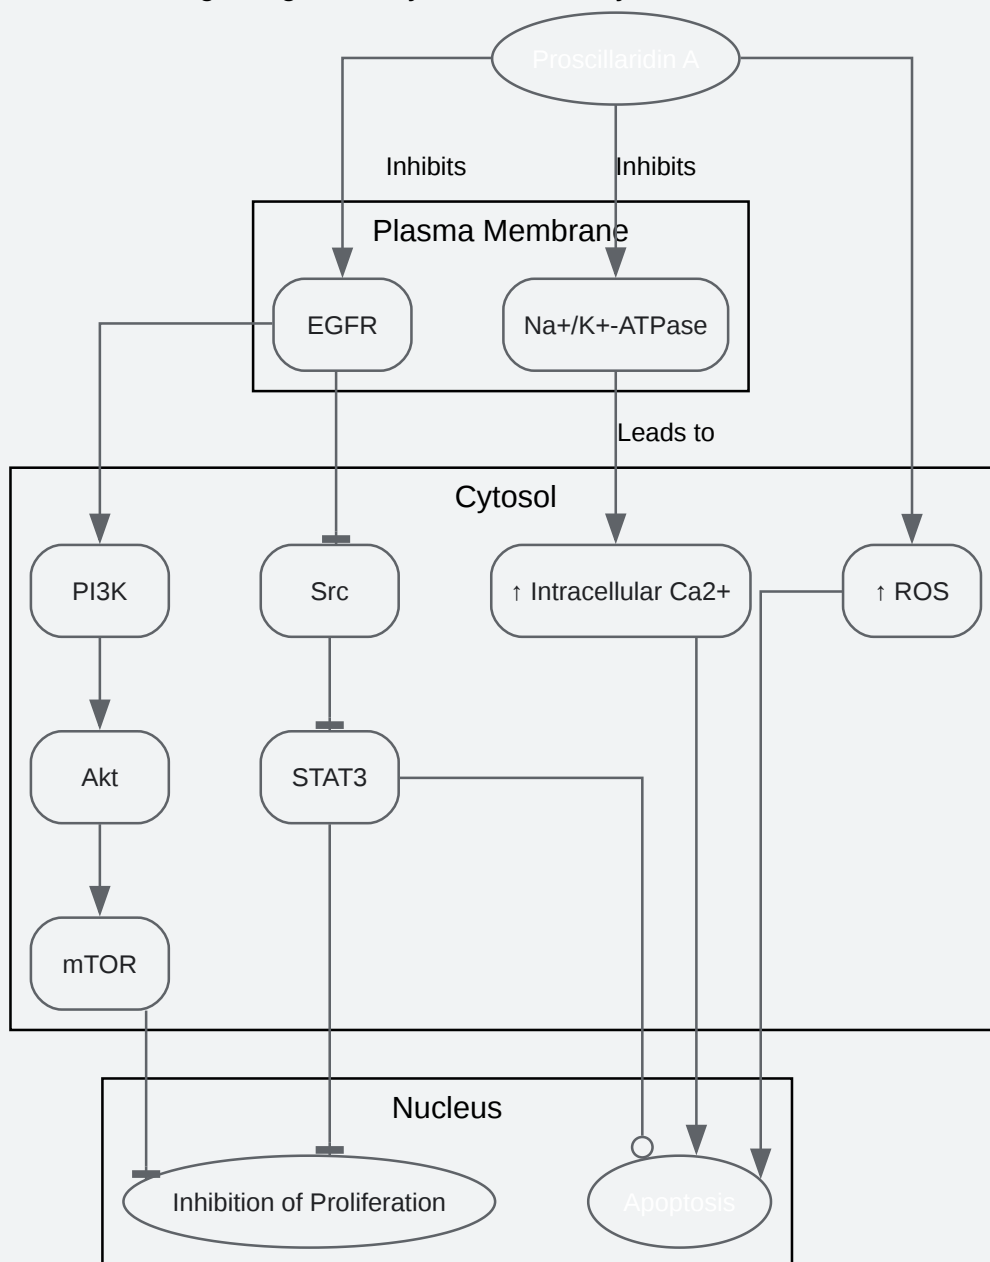 Proscillaridin A
Inhibits
Inhibits
Plasma Membrane
EGFR
Na+/K+-ATPase
Leads to
Cytosol
PI3K
Src
↑ Intracellular Ca2+
↑ ROS
Akt
STAT3
mTOR
Nucleus
Inhibition of Proliferation
Apoptosis